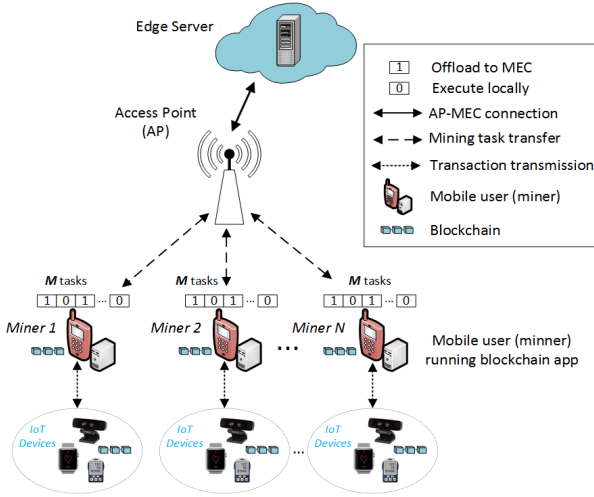 Edge Server
Access Point
(AP)
1 Offload to MEC
0 Execute locally
AP-MEC connection
Mining task transfer
Transaction transmission
Mobile user (miner)
Blockchain
M tasks
1 0 1 ... 0
Miner 1
M tasks
1 0 1 ... 0
Miner 2
...
M tasks
1 0 1 ... 0
Miner N
Mobile user (minner)
running blockchain app
IoT
Devices
IoT
Devices
...
IoT
Devices